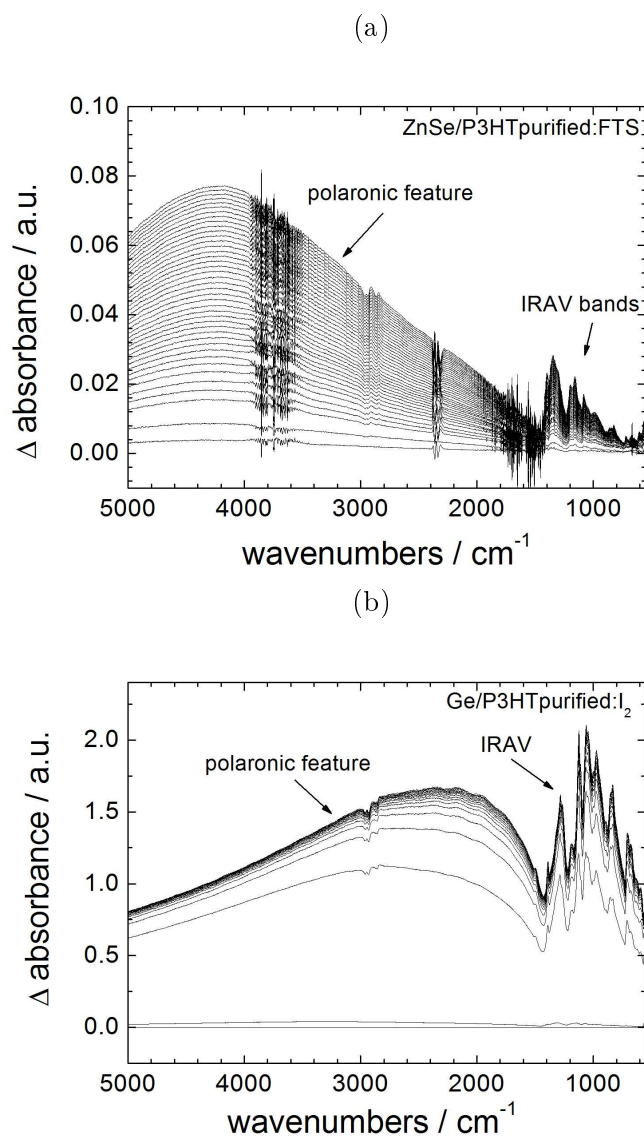 (a)
0.10
ZnSe/P3HTpurified:FTS
0.08
polaronic feature
0.06
IRAV bands
0.04
0.02
0.00
Δ absorbance / a.u.
5000 4000 3000 2000 1000
wavenumbers / cm⁻¹
(b)
Ge/P3HTpurified:I₂
2.0
IRAV
polaronic feature
1.5
1.0
0.5
0.0
Δ absorbance / a.u.
5000 4000 3000 2000 1000
wavenumbers / cm⁻¹